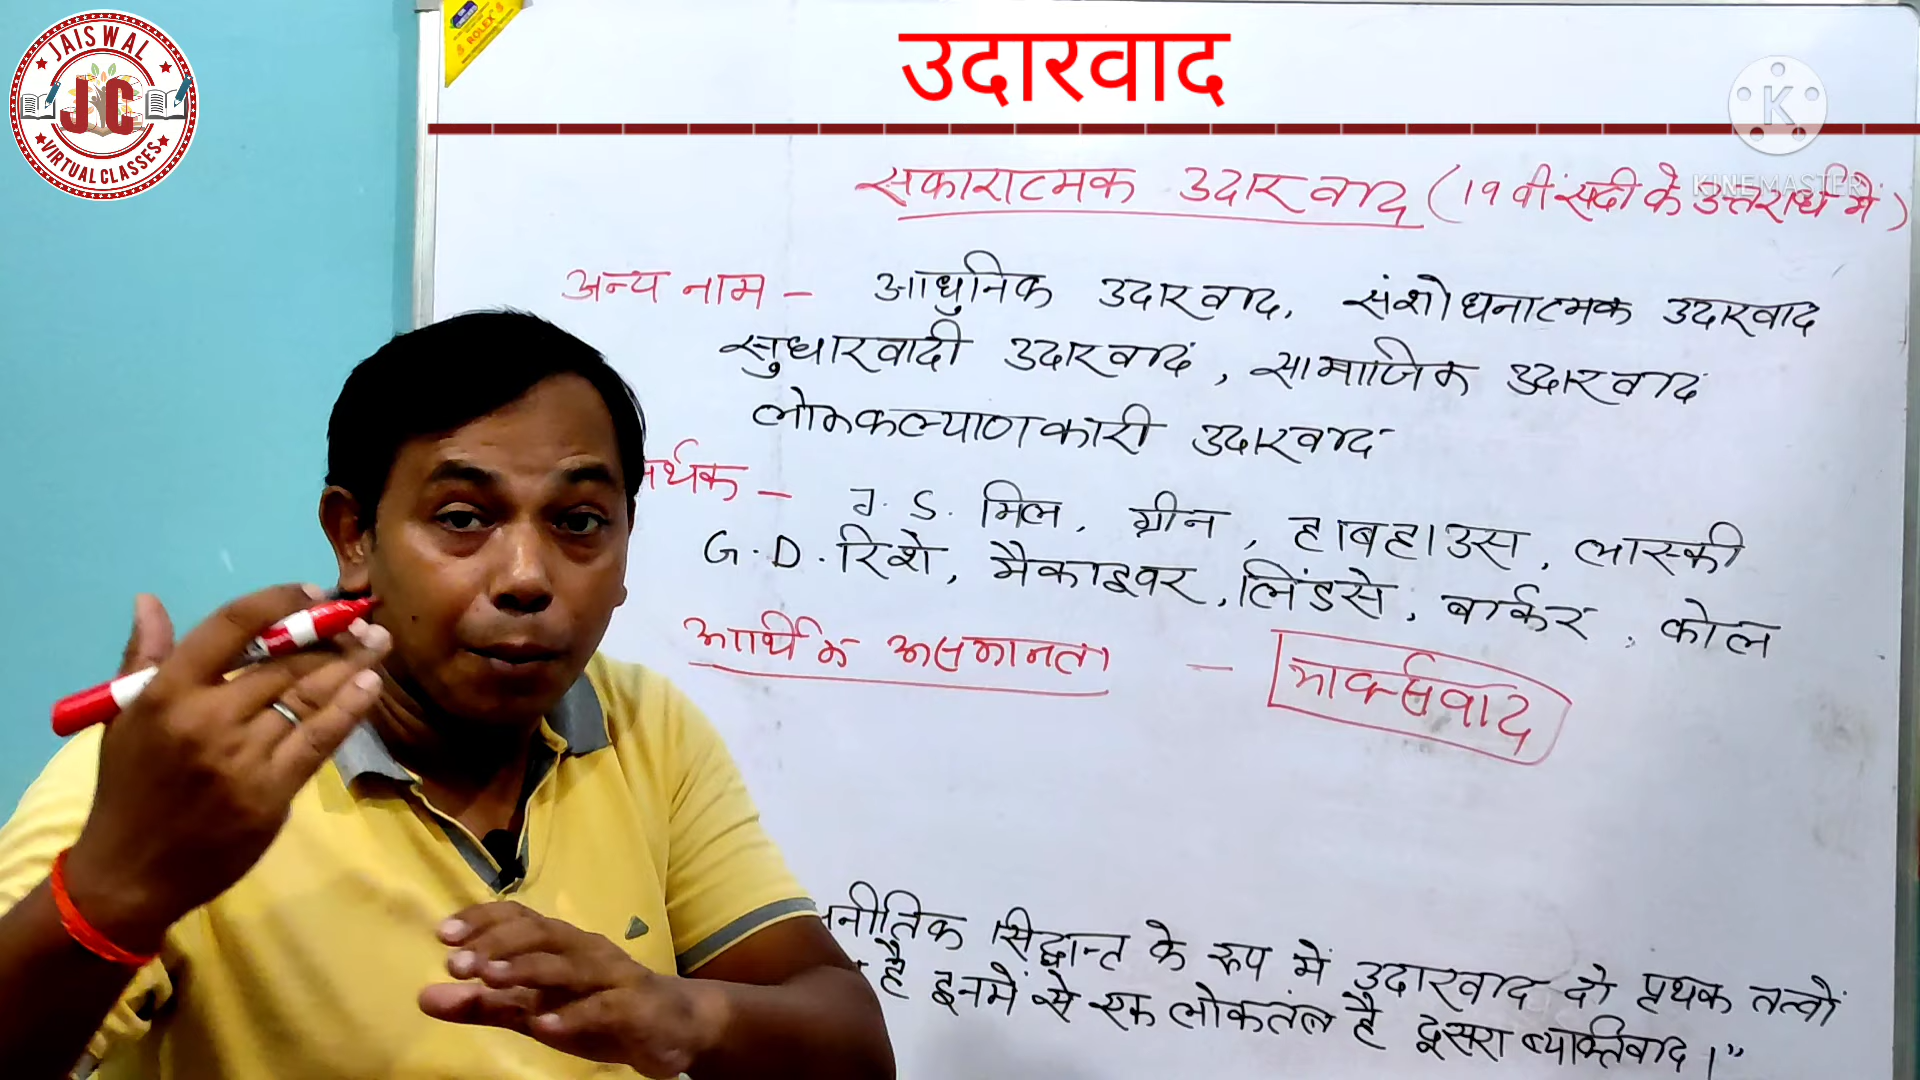 JAISWAL
JC
VIRTUAL CLASSES
ROLEX
उदारवाद
K
KINEMASTER
सकारात्मक उदारवाद (19 वीं सदी के उत्तरार्ध में)
अन्य नाम - आधुनिक उदारवाद, संशोधनात्मक उदारवाद
सुधारवादी उदारवाद, सामाजिक उदारवाद
लोककल्याणकारी उदारवाद
र्थक - J. S. मिल, ग्रीन, हाबहाउस, लास्की
G. D. रिशे, मैकाइवर, लिंडसे, बार्कर, कोल
आर्थिक असमानता - मार्क्सवाद
नीतिक सिद्धान्त के रूप में उदारवाद दो पृथक तत्वों
है इनमें से एक लोकतंत्र है दूसरा व्यक्तिवाद।"